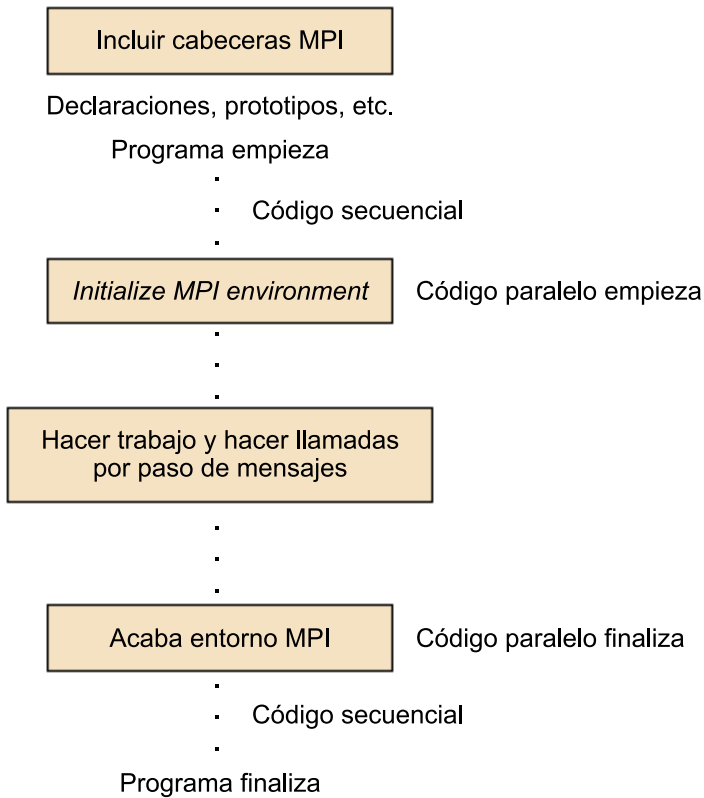 Incluir cabeceras MPI
Declaraciones, prototipos, etc.
Programa empieza
Código secuencial
Initialize MPI environment
Código paralelo empieza
Hacer trabajo y hacer llamadas
por paso de mensajes
Acaba entorno MPI
Código paralelo finaliza
Código secuencial
Programa finaliza